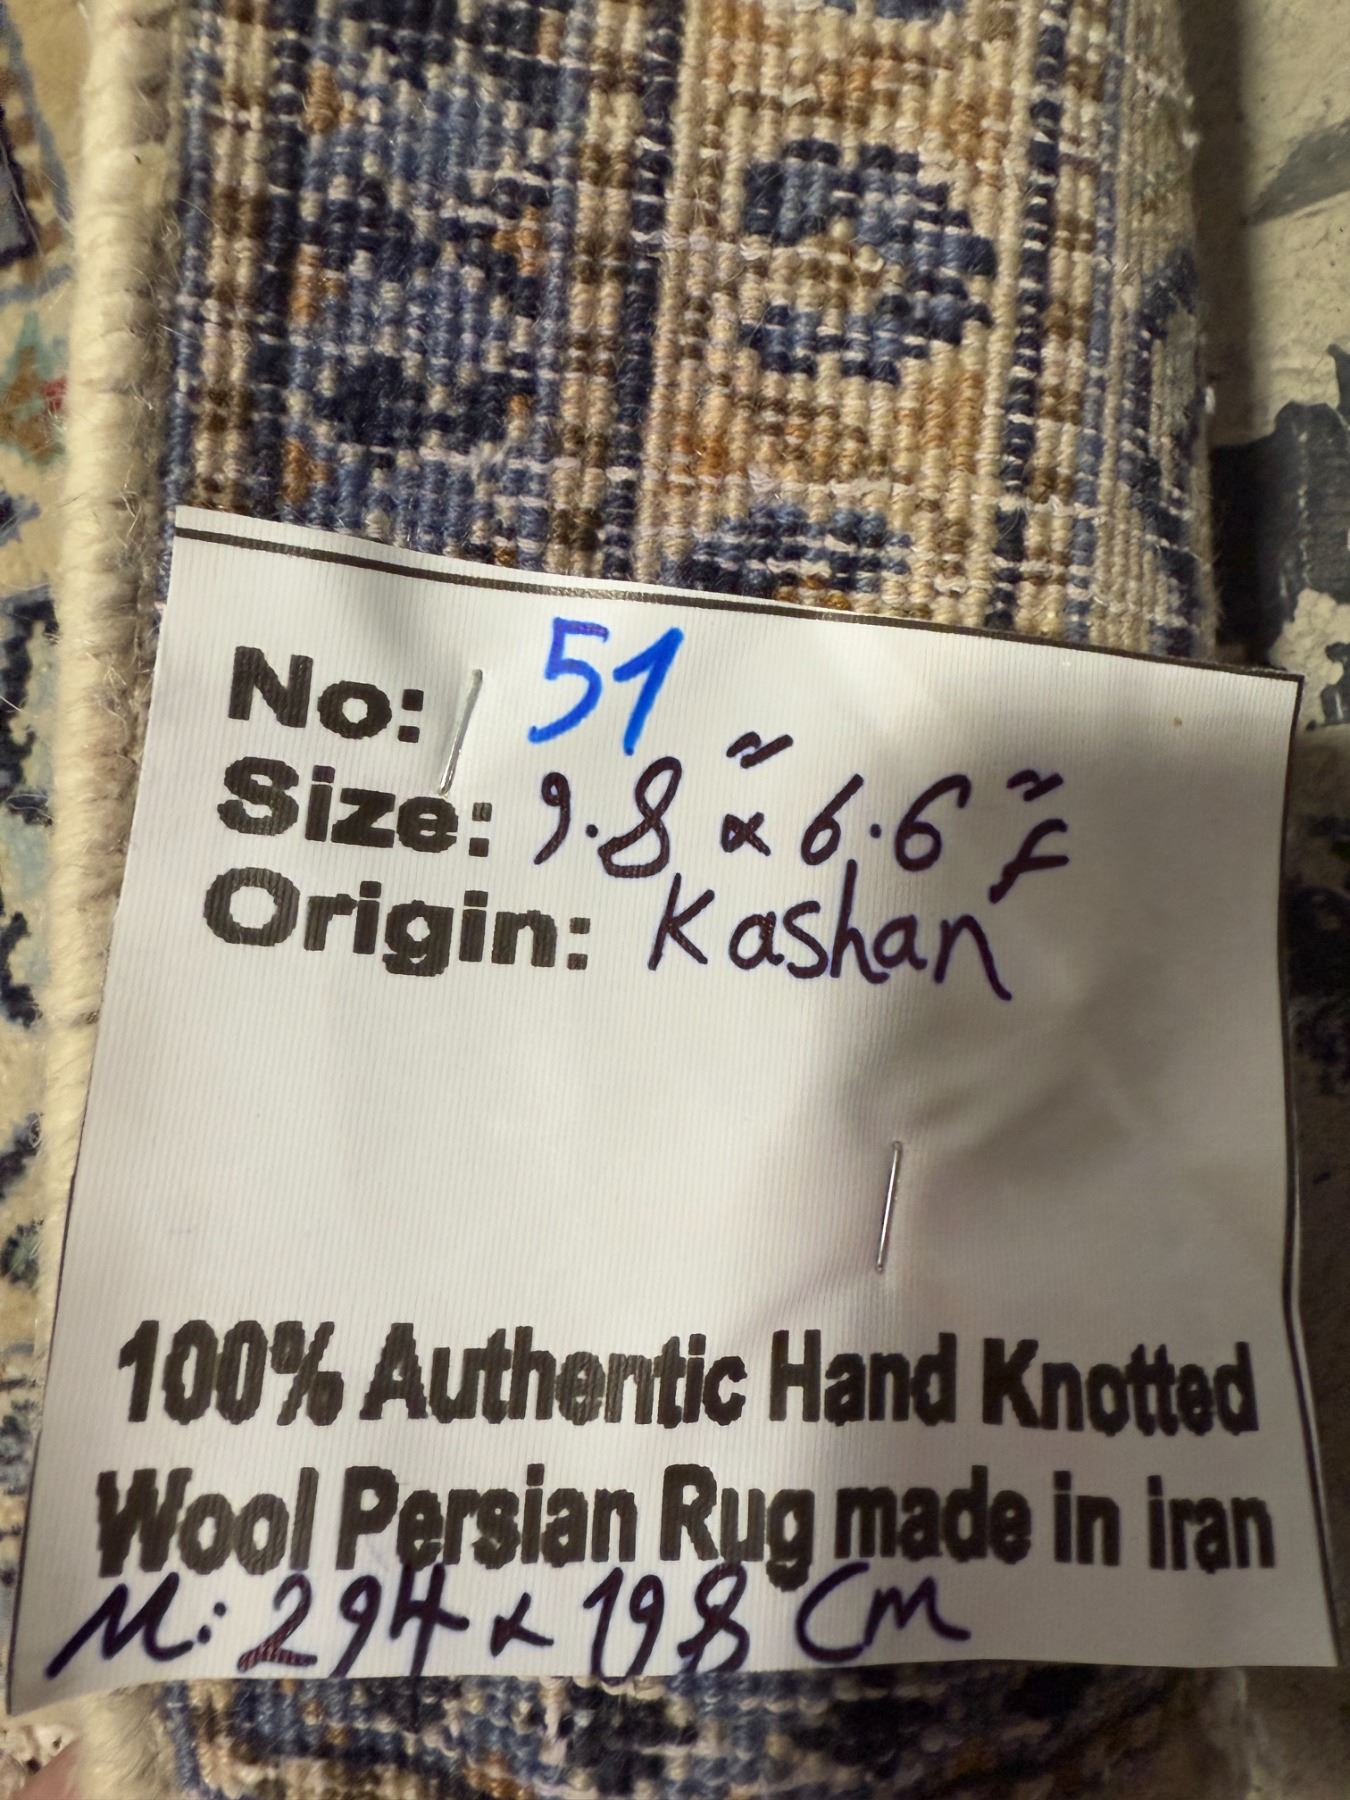 No: 51
Size: 9.8" x 6.6" f
Origin: Kashan
100% Authentic Hand Knotted
Wool Persian Rug made in iran
M: 294 x 198 Cm